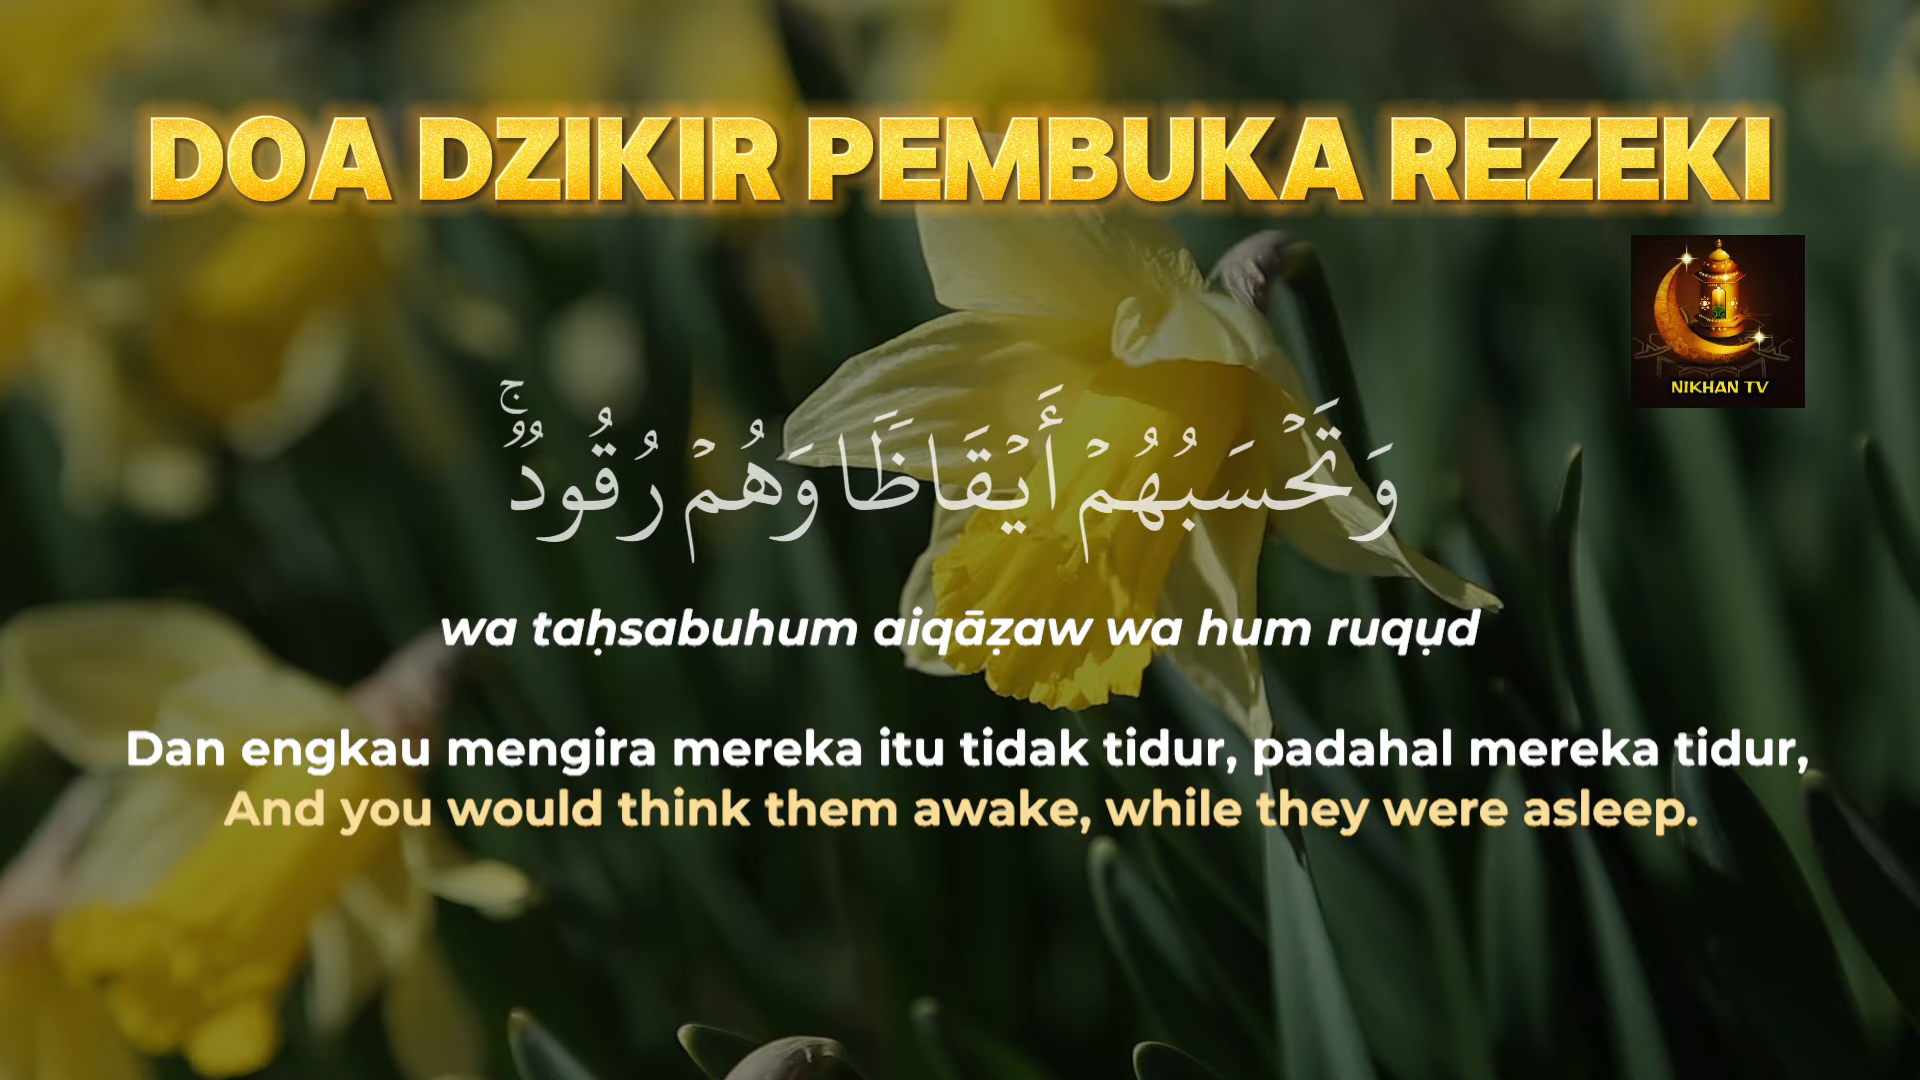 DOA DZIKIR PEMBUKA REZEKI
NIKHAN TV
وَتَحۡسَبُهُمۡ أَيۡقَاظٗا وَهُمۡ رُقُودٞۚ
wa taḥsabuhum aiqāẓaw wa hum ruqụd
Dan engkau mengira mereka itu tidak tidur, padahal mereka tidur,
And you would think them awake, while they were asleep.